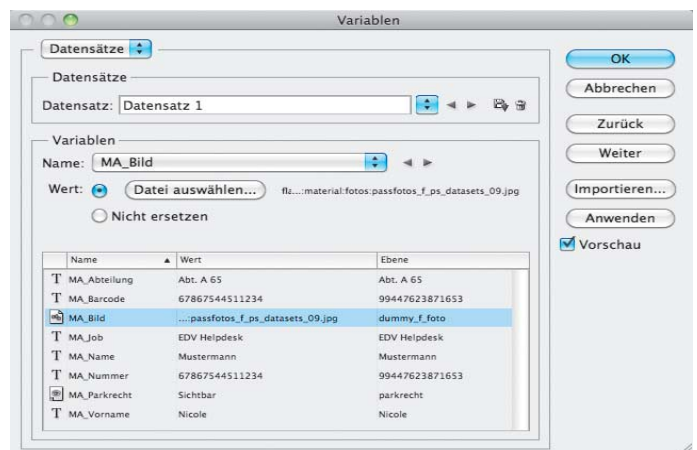 Variablen
Datensätze
Datensätze
Datensatz: Datensatz 1
Variablen
Name: MA_Bild
Wert: Datei auswählen... fla...:material:fotos:passfotos_f_ps_datasets_09.jpg
Nicht ersetzen
Name Wert Ebene
T MA_Abteilung Abt. A 65 Abt. A 65
T MA_Barcode 67867544511234 99447623871653
MA_Bild ...:passfotos_f_ps_datasets_09.jpg dummy_f_foto
T MA_Job EDV Helpdesk EDV Helpdesk
T MA_Name Mustermann Mustermann
T MA_Nummer 67867544511234 99447623871653
MA_Parkrecht Sichtbar parkrecht
T MA_Vorname Nicole Nicole
OK
Abbrechen
Zurück
Weiter
Importieren...
Anwenden
Vorschau